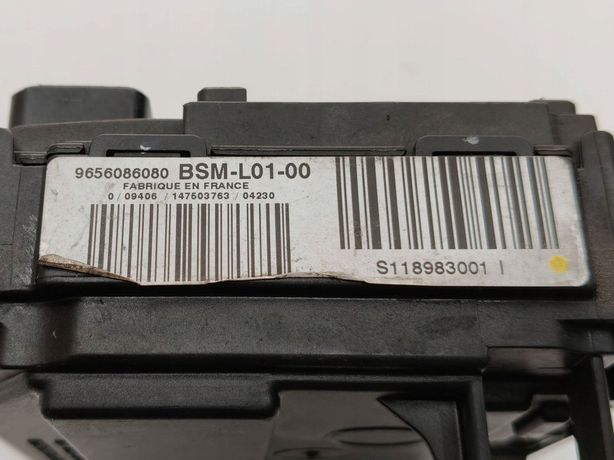 9656086080 BSM-L01-00
FABRIQUE EN FRANCE
0 / 09406 / 147503763 / 04230
S118983001 I